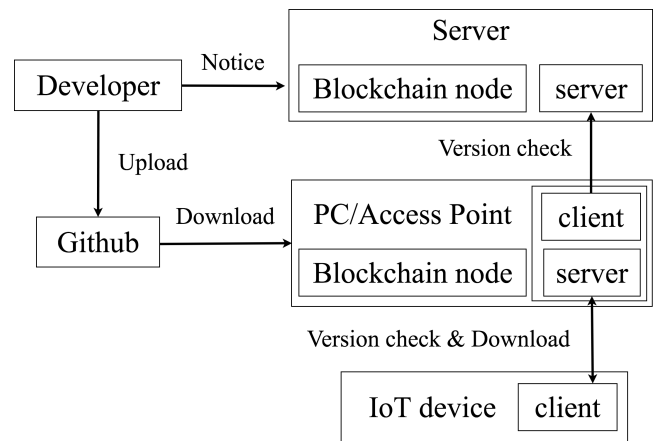 Server
Notice
Developer
Blockchain node
server
Version check
Upload
Download
PC/Access Point
client
Github
Blockchain node
server
Version check & Download
IoT device
client